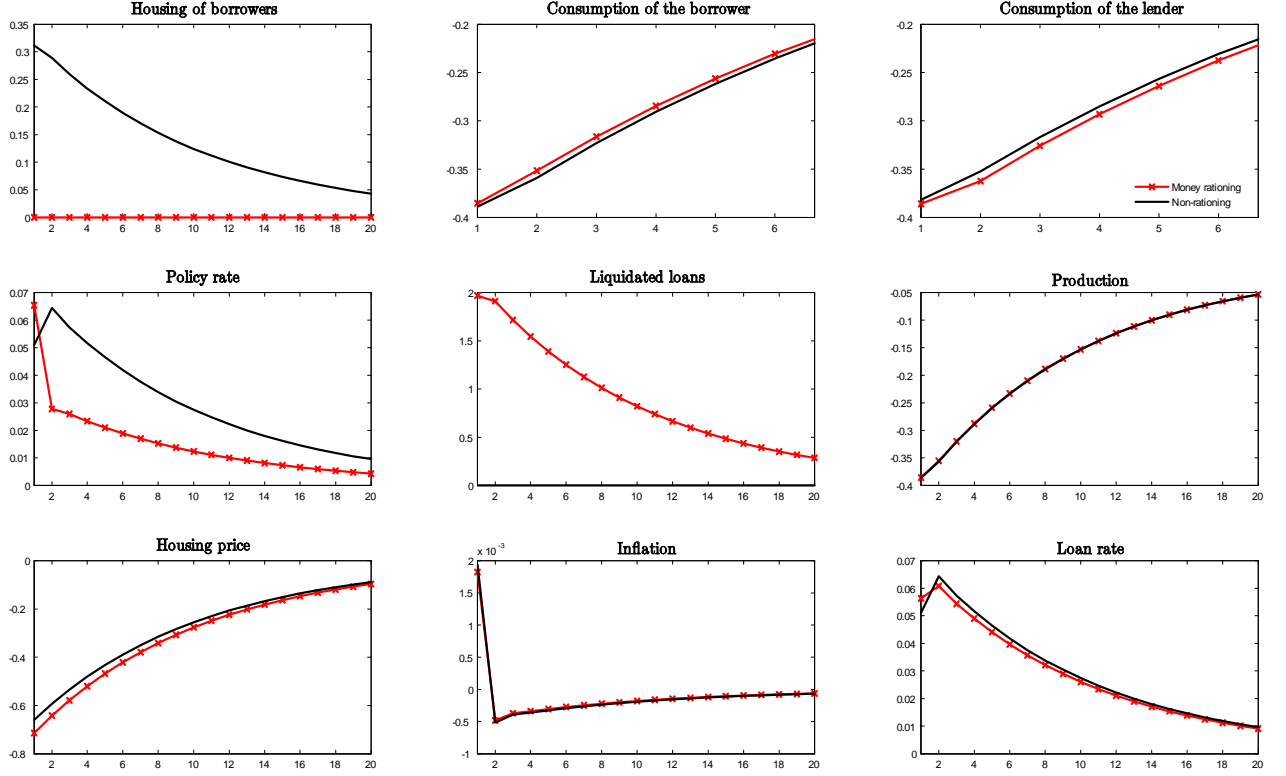 Housing of borrowers
0.35
0.3
0.25
0.2
0.15
0.1
0.05
0
2 4 6 8 10 12 14 16 18 20
Consumption of the borrower
-0.2
-0.25
-0.3
-0.35
-0.4
1 2 3 4 5 6
Consumption of the lender
-0.2
-0.25
-0.3
-0.35
-0.4
Money rationing
Non-rationing
1 2 3 4 5 6
Policy rate
0.07
0.06
0.05
0.04
0.03
0.02
0.01
0
2 4 6 8 10 12 14 16 18 20
Liquidated loans
2
1.5
1
0.5
0
2 4 6 8 10 12 14 16 18 20
Production
-0.05
-0.1
-0.15
-0.2
-0.25
-0.3
-0.35
-0.4
2 4 6 8 10 12 14 16 18 20
Housing price
0
-0.2
-0.4
-0.6
-0.8
2 4 6 8 10 12 14 16 18 20
Inflation
x 10 -3
2
1.5
1
0.5
0
-0.5
-1
2 4 6 8 10 12 14 16 18 20
Loan rate
0.07
0.06
0.05
0.04
0.03
0.02
0.01
0
2 4 6 8 10 12 14 16 18 20